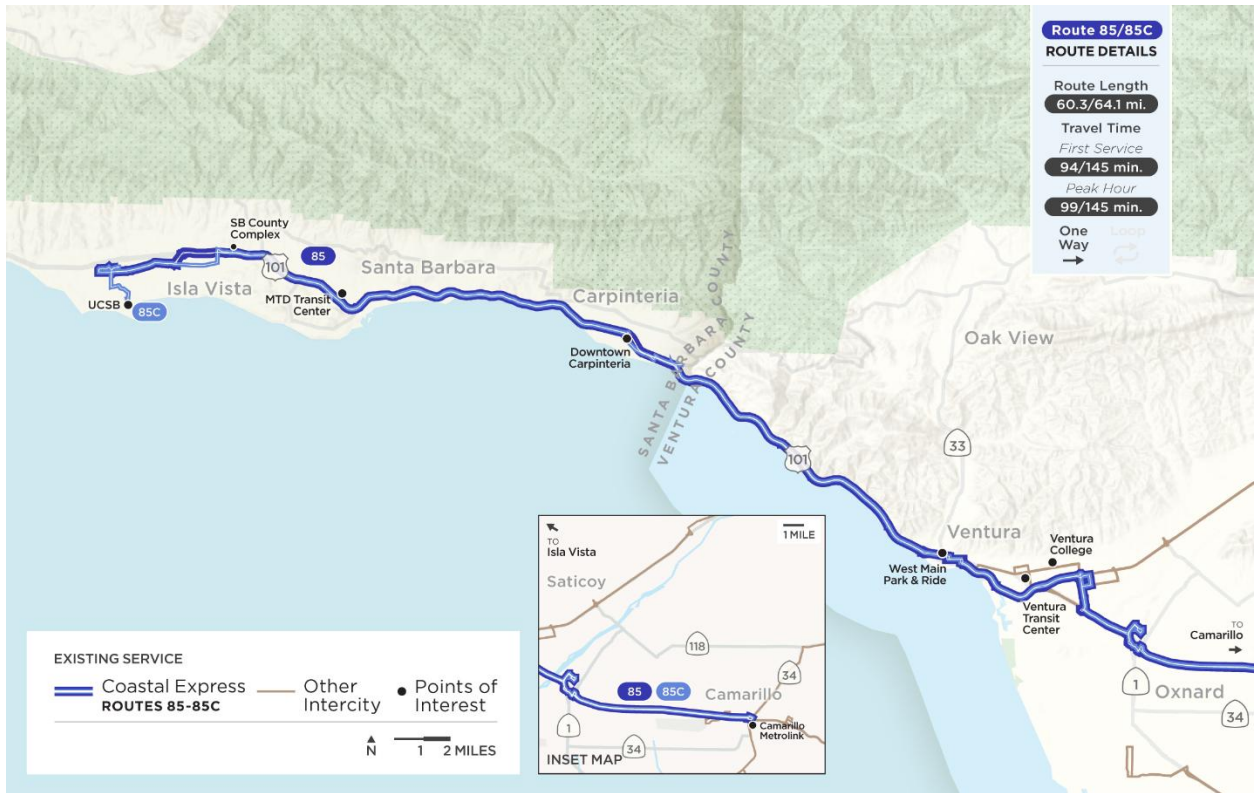 Route 85/85C
ROUTE DETAILS
Route Length
60.3/64.1 mi.
Travel Time
First Service
94/145 min.
Peak Hour
99/145 min.
One
Way
Loop
SB County
Complex
85
101
Santa Barbara
Isla Vista
MTD Transit
Center
UCSB
85C
Carpinteria
Downtown
Carpinteria
SANTA BARBARA COUNTY
VENTURA COUNTY
Oak View
33
101
Ventura
Ventura
College
West Main
Park & Ride
Ventura
Transit
Center
TO
Camarillo
1
Oxnard
34
TO
Isla Vista
1 MILE
Saticoy
118
34
85
85C
Camarillo
1
34
Camarillo
Metrolink
INSET MAP
EXISTING SERVICE
Coastal Express
ROUTES 85-85C
Other
Intercity
Points of
Interest
N
1 2 MILES